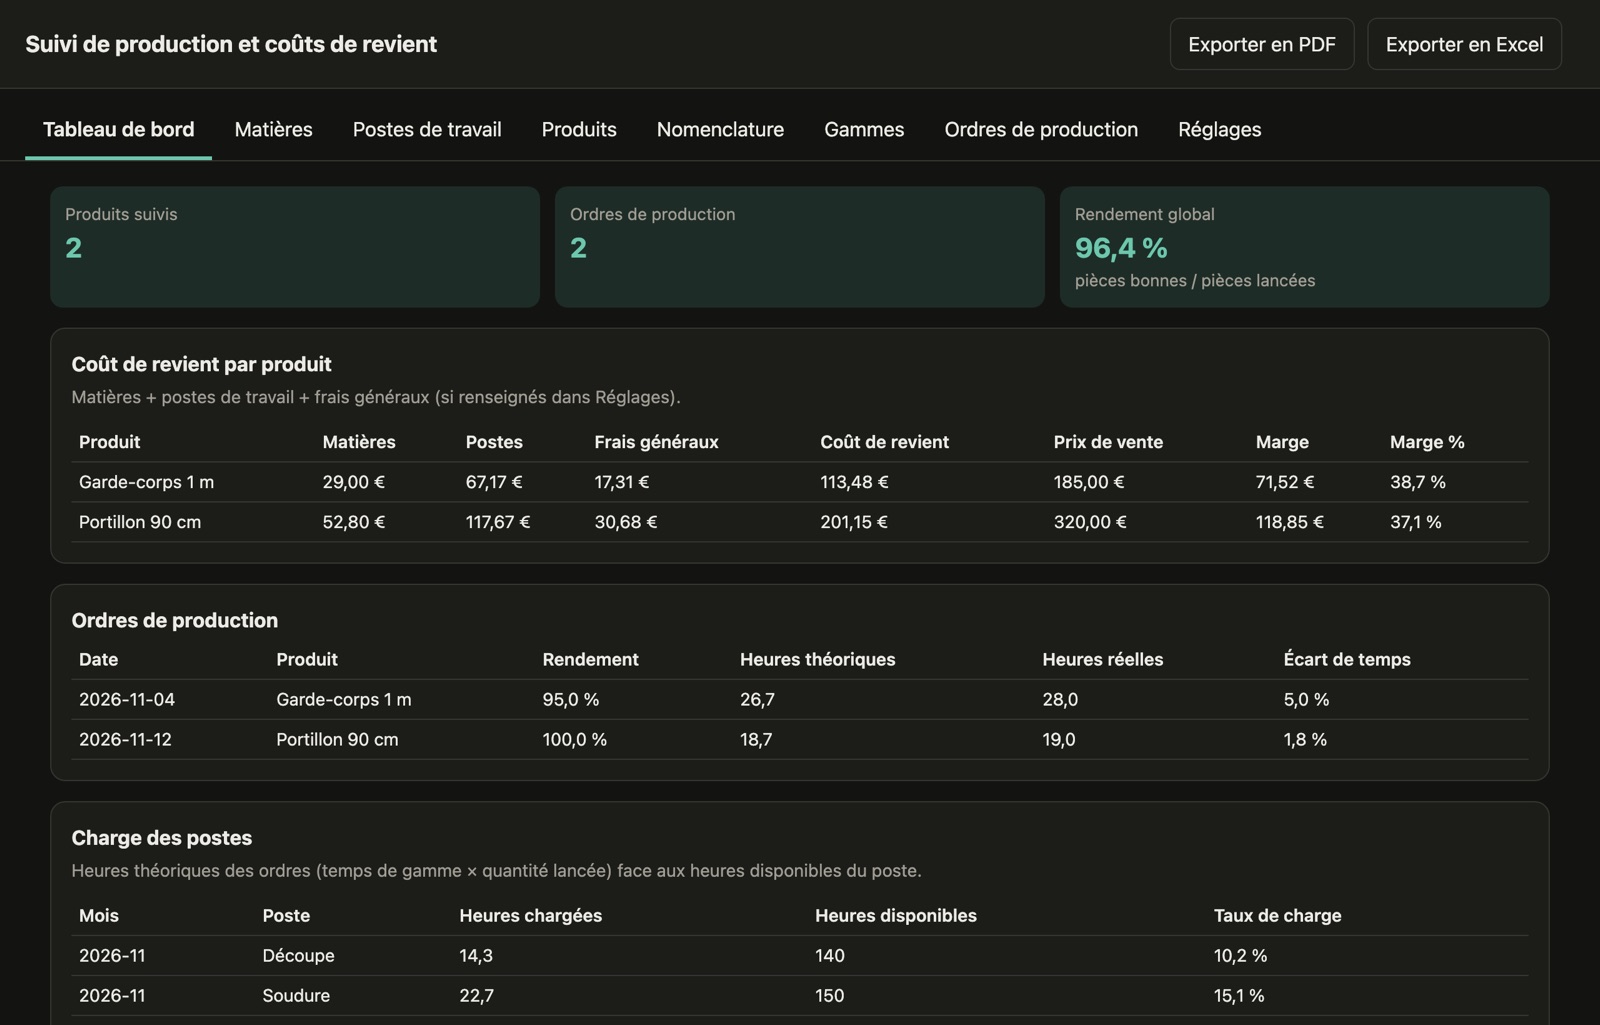 Suivi de production et coûts de revient
Exporter en PDF
Exporter en Excel
Tableau de bord
Matières
Postes de travail
Produits
Nomenclature
Gammes
Ordres de production
Réglages
Produits suivis
2
Ordres de production
2
Rendement global
96,4 %
pièces bonnes / pièces lancées
Coût de revient par produit
Matières + postes de travail + frais généraux (si renseignés dans Réglages).
Produit Matières Postes Frais généraux Coût de revient Prix de vente Marge Marge %
Garde-corps 1 m 29,00 € 67,17 € 17,31 € 113,48 € 185,00 € 71,52 € 38,7 %
Portillon 90 cm 52,80 € 117,67 € 30,68 € 201,15 € 320,00 € 118,85 € 37,1 %
Ordres de production
Date Produit Rendement Heures théoriques Heures réelles Écart de temps
2026-11-04 Garde-corps 1 m 95,0 % 26,7 28,0 5,0 %
2026-11-12 Portillon 90 cm 100,0 % 18,7 19,0 1,8 %
Charge des postes
Heures théoriques des ordres (temps de gamme × quantité lancée) face aux heures disponibles du poste.
Mois Poste Heures chargées Heures disponibles Taux de charge
2026-11 Découpe 14,3 140 10,2 %
2026-11 Soudure 22,7 150 15,1 %